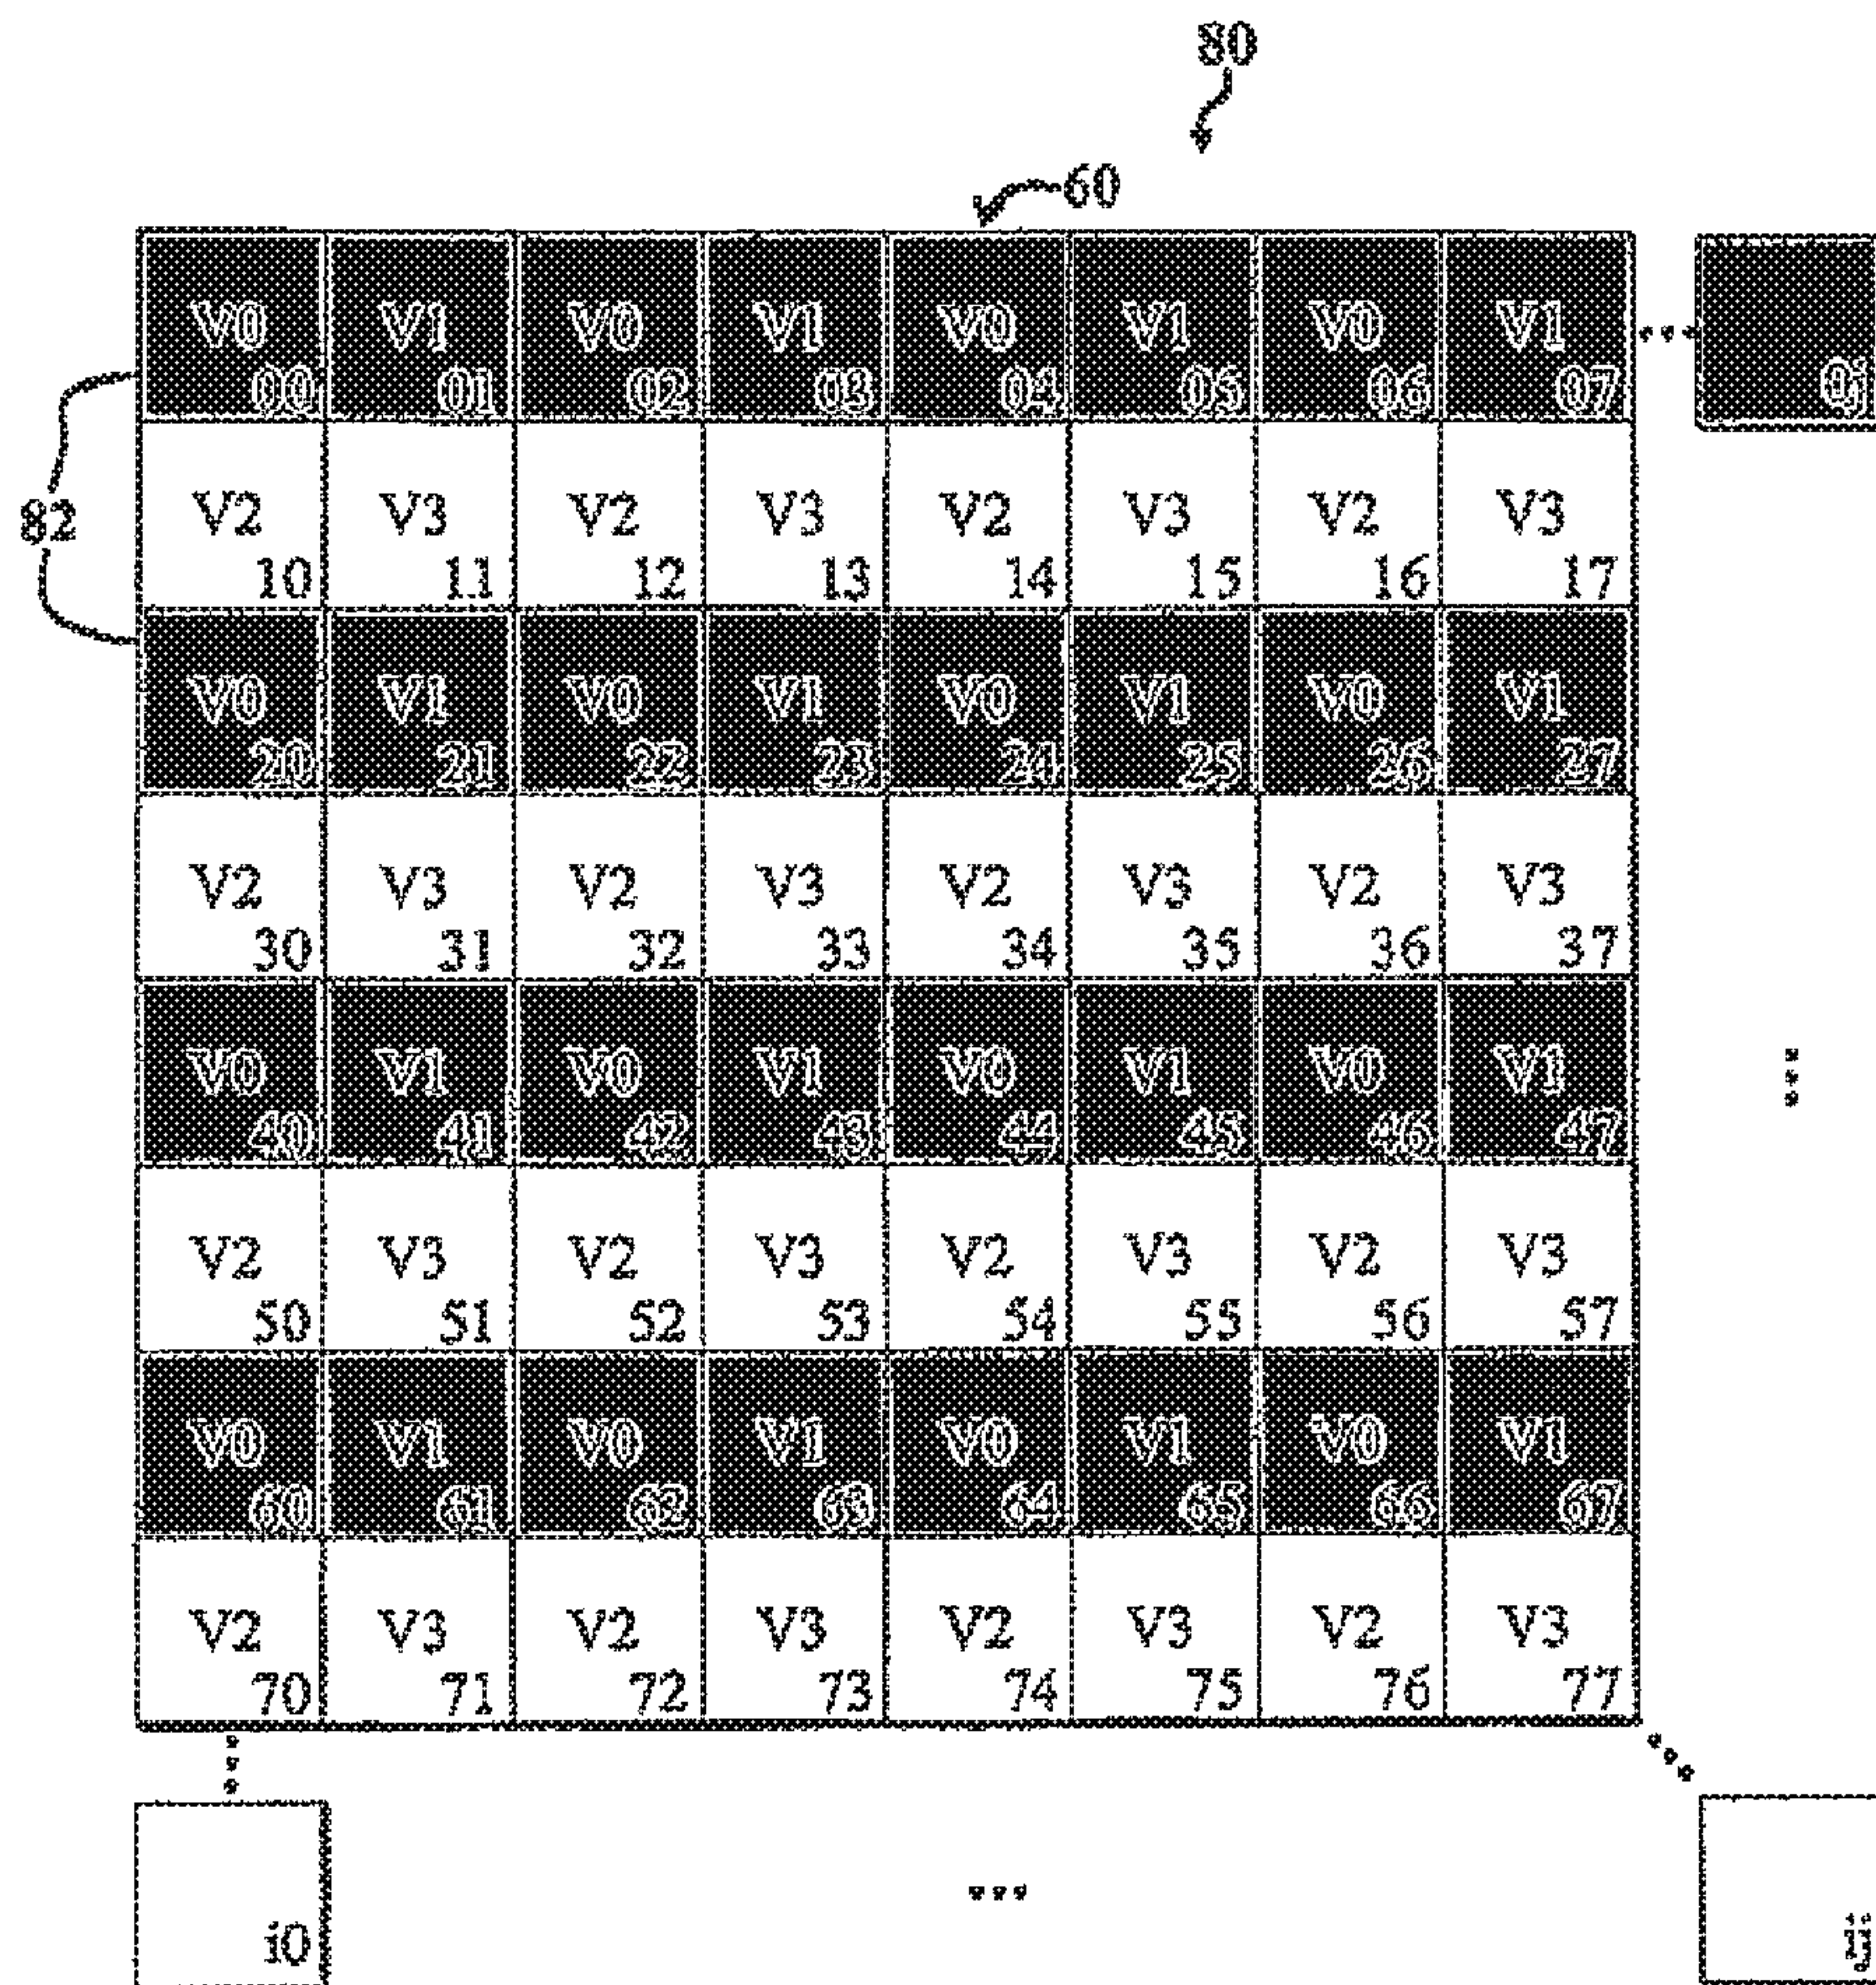 80
60
V0 V1 V0 V1 V0 V1 V0 V1
00 01 02 03 04 05 06 07 ... 0j
82
V2 V3 V2 V3 V2 V3 V2 V3
10 11 12 13 14 15 16 17
V0 V1 V0 V1 V0 V1 V0 V1
20 21 22 23 24 25 26 27
V2 V3 V2 V3 V2 V3 V2 V3
30 31 32 33 34 35 36 37
V0 V1 V0 V1 V0 V1 V0 V1
40 41 42 43 44 45 46 47
V2 V3 V2 V3 V2 V3 V2 V3
50 51 52 53 54 55 56 57
V0 V1 V0 V1 V0 V1 V0 V1
60 61 62 63 64 65 66 67
V2 V3 V2 V3 V2 V3 V2 V3
70 71 72 73 74 75 76 77
i0 ... ij